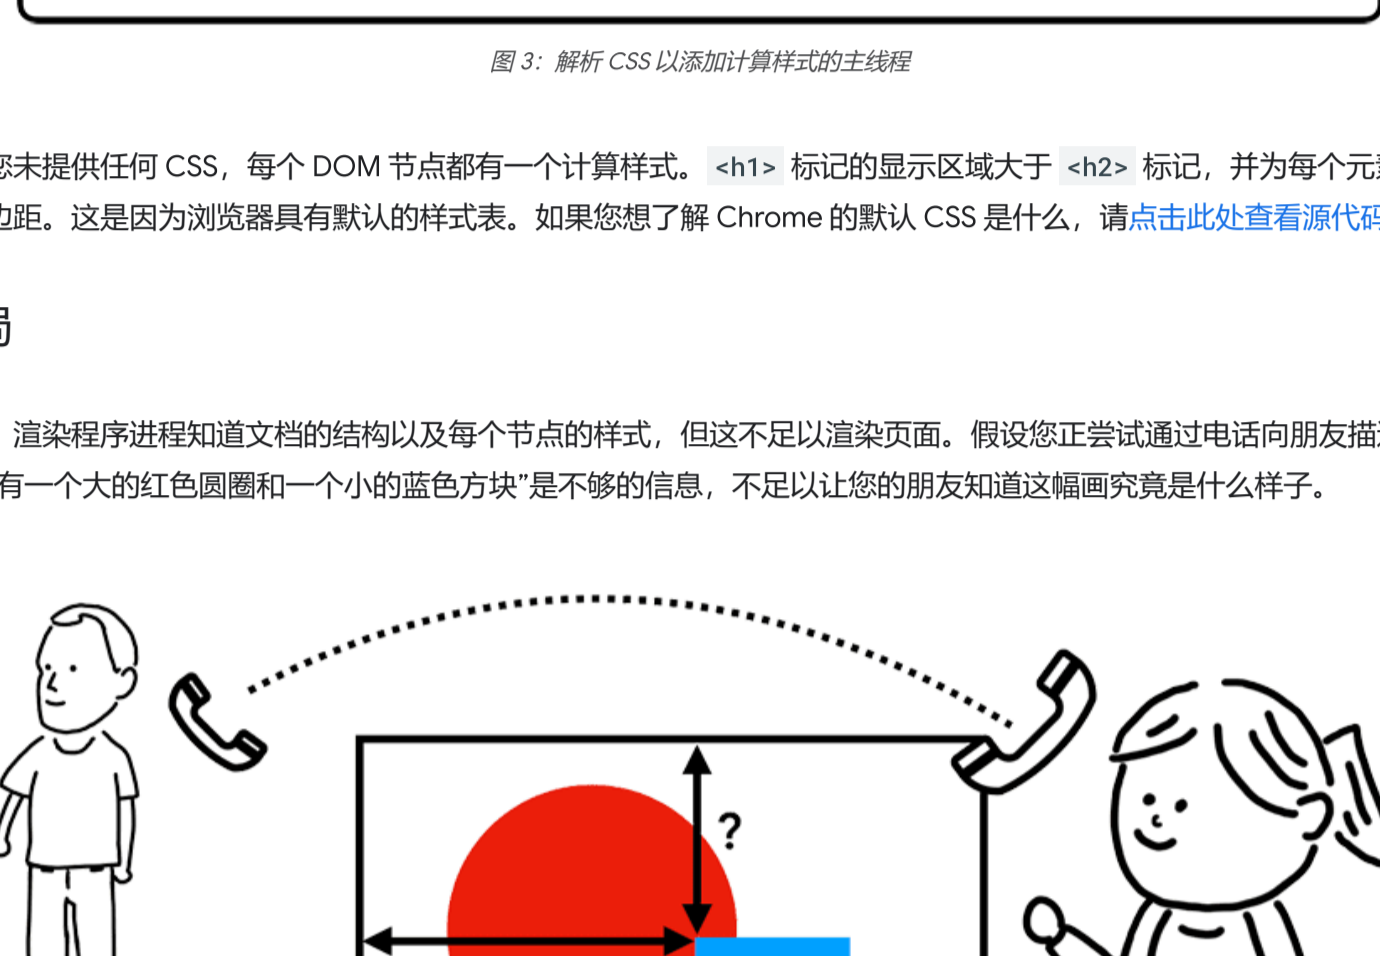 图 3：解析 CSS 以添加计算样式的主线程
您未提供任何 CSS，每个 DOM 节点都有一个计算样式。 <h1> 标记的显示区域大于 <h2> 标记，并为每个元素
边距。这是因为浏览器具有默认的样式表。如果您想了解 Chrome 的默认 CSS 是什么，请点击此处查看源代码
局
，渲染程序进程知道文档的结构以及每个节点的样式，但这不足以渲染页面。假设您正尝试通过电话向朋友描述
有一个大的红色圆圈和一个小的蓝色方块”是不够的信息，不足以让您的朋友知道这幅画究竟是什么样子。
?